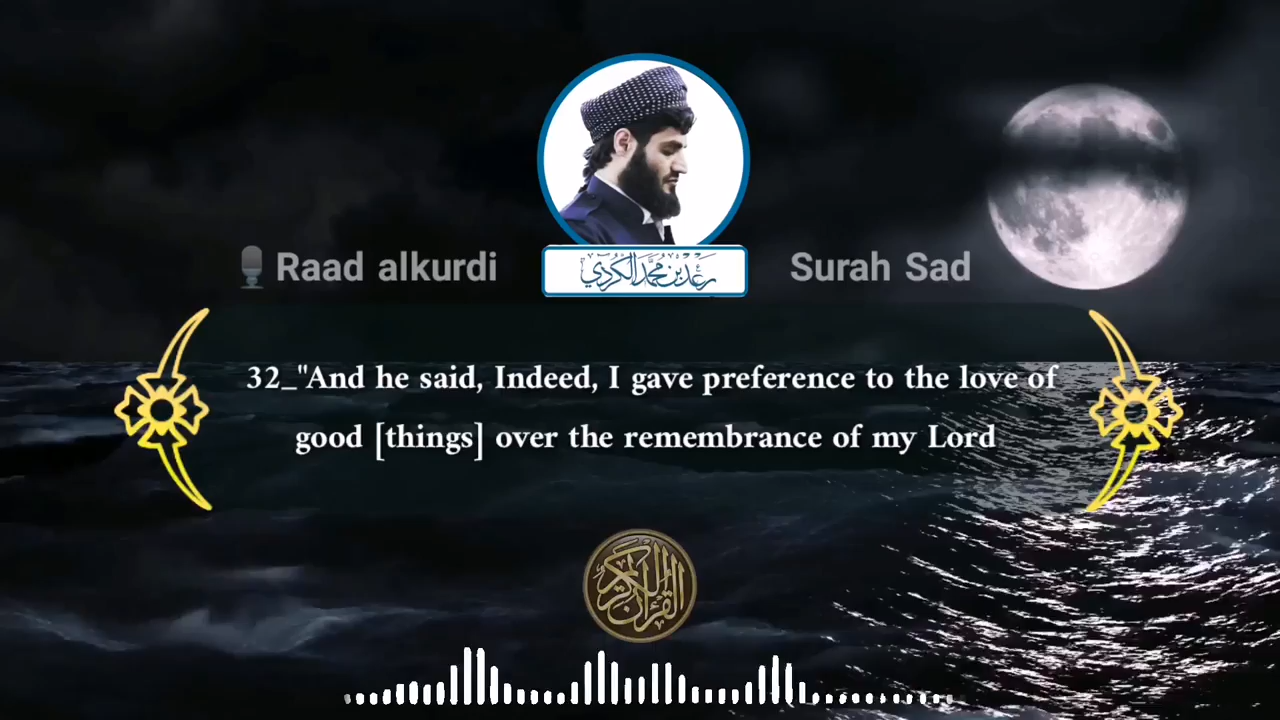 Raad alkurdi
رعد بن محمد الكردي
Surah Sad
32_"And he said, Indeed, I gave preference to the love of
good [things] over the remembrance of my Lord
القرآن الكريم